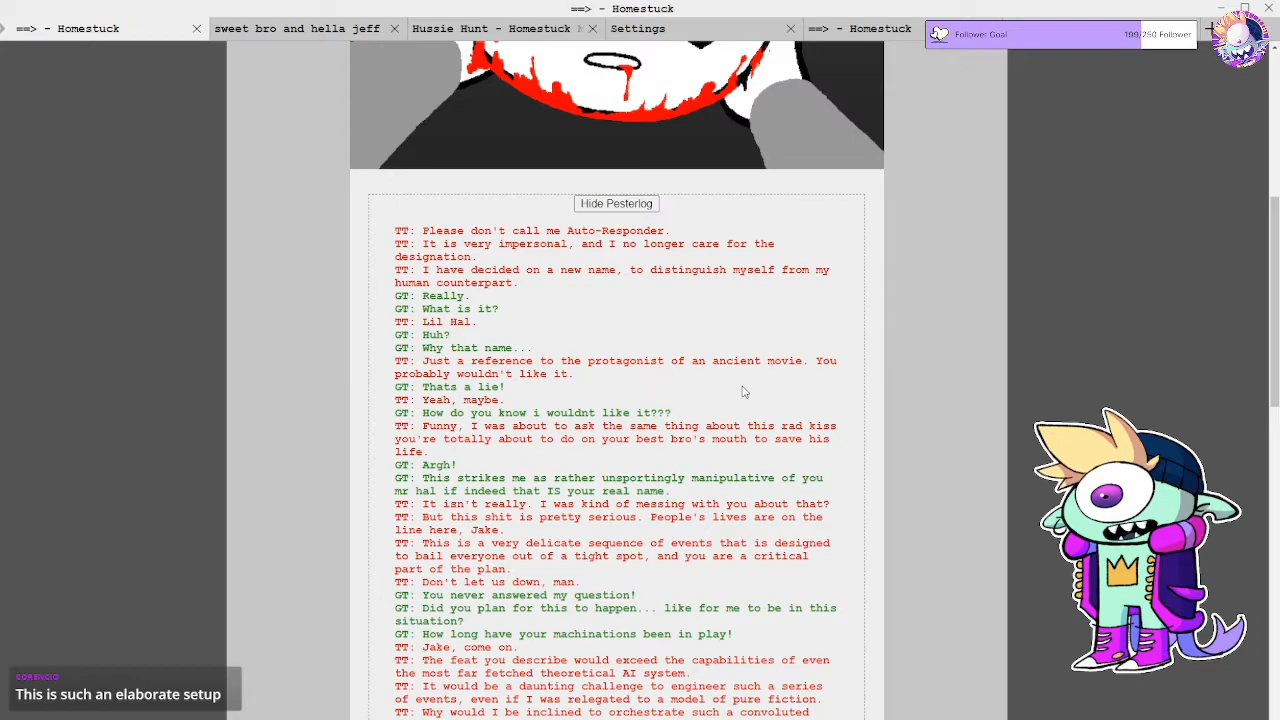 ==> - Homestuck
==> - Homestuck
sweet bro and hella jeff
Hussie Hunt - Homestuck
Settings
==> - Homestuck
Follower Goal
199/250 Follower
Hide Pesterlog
TT: Please don't call me Auto-Responder.
TT: It is very impersonal, and I no longer care for the
designation.
TT: I have decided on a new name, to distinguish myself from my
human counterpart.
GT: Really.
GT: What is it?
TT: Lil Hal.
GT: Huh?
GT: Why that name...
TT: Just a reference to the protagonist of an ancient movie. You
probably wouldn't like it.
GT: Thats a lie!
TT: Yeah, maybe.
GT: How do you know i wouldnt like it???
TT: Funny, I was about to ask the same thing about this rad kiss
you're totally about to do on your best bro's mouth to save his
life.
GT: Argh!
GT: This strikes me as rather unsportingly manipulative of you
mr hal if indeed that IS your real name.
TT: It isn't really. I was kind of messing with you about that?
TT: But this shit is pretty serious. People's lives are on the
line here, Jake.
TT: This is a very delicate sequence of events that is designed
to bail everyone out of a tight spot, and you are a critical
part of the plan.
TT: Don't let us down, man.
GT: You never answered my question!
GT: Did you plan for this to happen... like for me to be in this
situation?
GT: How long have your machinations been in play!
TT: Jake, come on.
TT: The feat you describe would exceed the capabilities of even
the most far fetched theoretical AI system.
TT: It would be a daunting challenge to engineer such a series
of events, even if I was relegated to a model of pure fiction.
TT: Why would I be inclined to orchestrate such a convoluted
This is such an elaborate setup